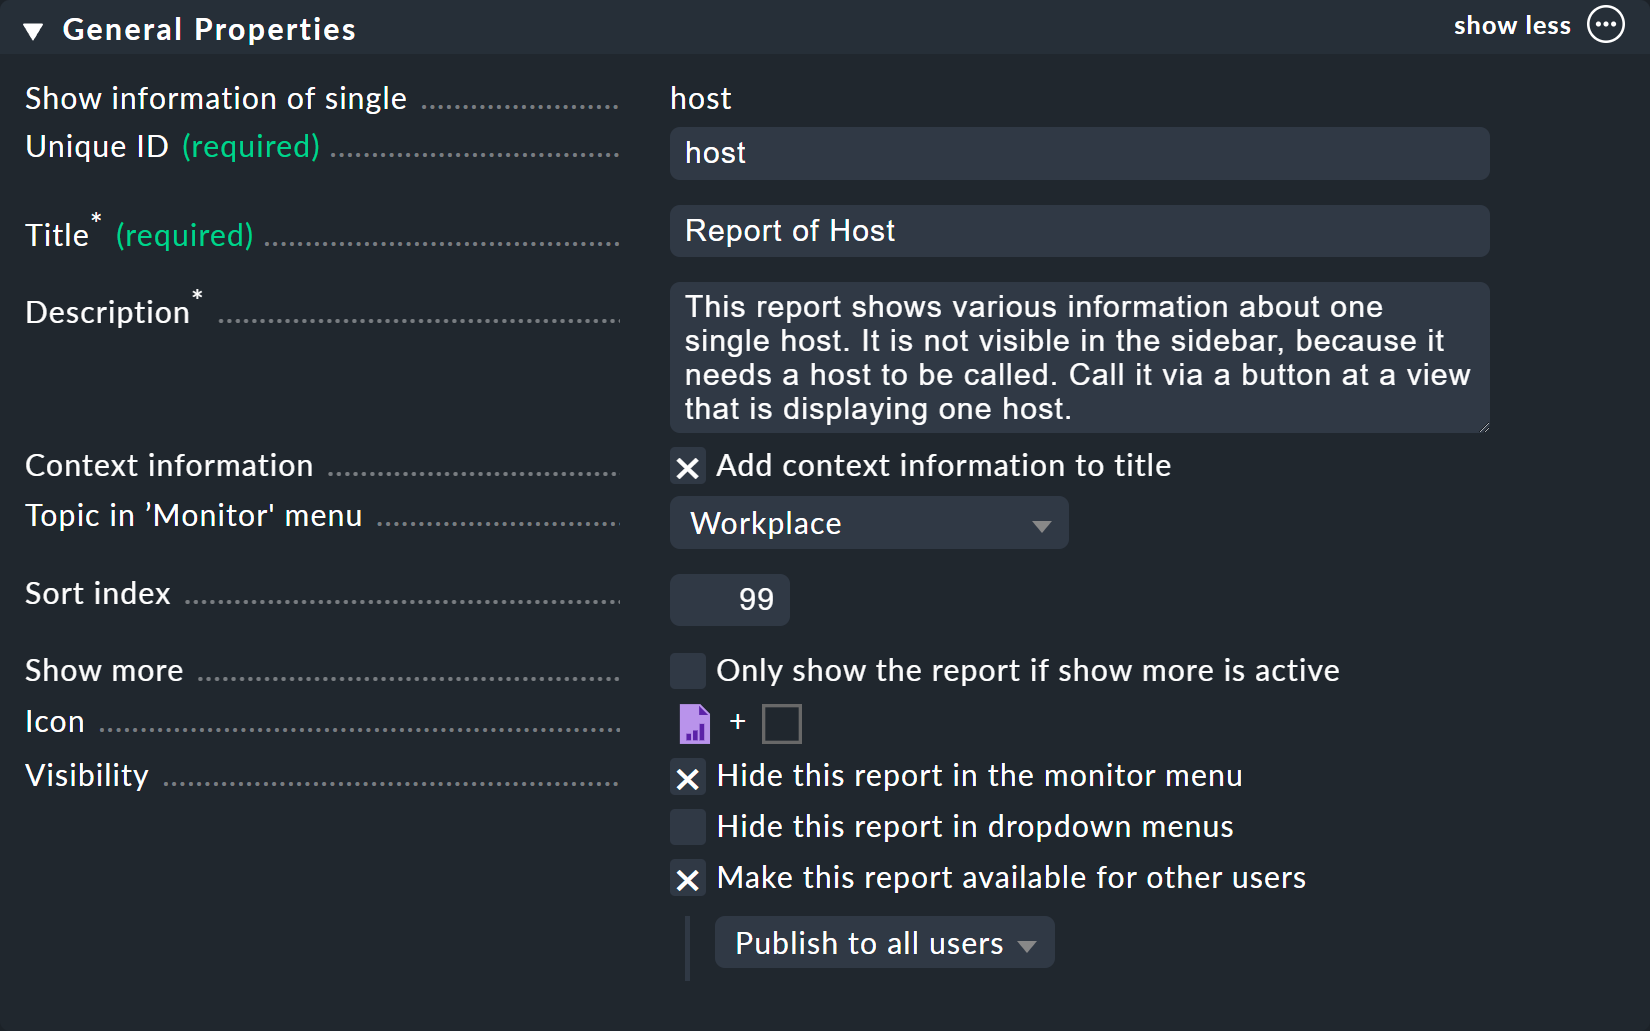 General Properties show less
Show information of single host
Unique ID (required) host
Title* (required) Report of Host
Description* This report shows various information about one
single host. It is not visible in the sidebar, because it
needs a host to be called. Call it via a button at a view
that is displaying one host.
Context information Add context information to title
Topic in ’Monitor' menu Workplace
Sort index 99
Show more Only show the report if show more is active
Icon +
Visibility Hide this report in the monitor menu
Hide this report in dropdown menus
Make this report available for other users
Publish to all users